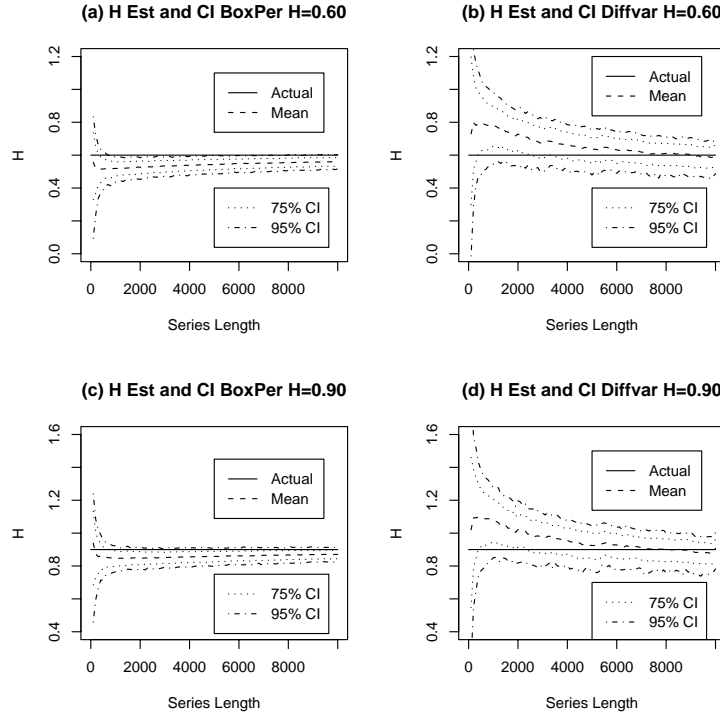 (a) H Est and CI BoxPer H=0.60
H
1.2
0.8
0.4
0.0
Actual
Mean
75% CI
95% CI
0 2000 4000 6000 8000
Series Length
(b) H Est and CI Diffvar H=0.60
H
1.2
0.8
0.4
0.0
Actual
Mean
75% CI
95% CI
0 2000 4000 6000 8000
Series Length
(c) H Est and CI BoxPer H=0.90
H
1.6
1.2
0.8
0.4
Actual
Mean
75% CI
95% CI
0 2000 4000 6000 8000
Series Length
(d) H Est and CI Diffvar H=0.90
H
1.6
1.2
0.8
0.4
Actual
Mean
75% CI
95% CI
0 2000 4000 6000 8000
Series Length